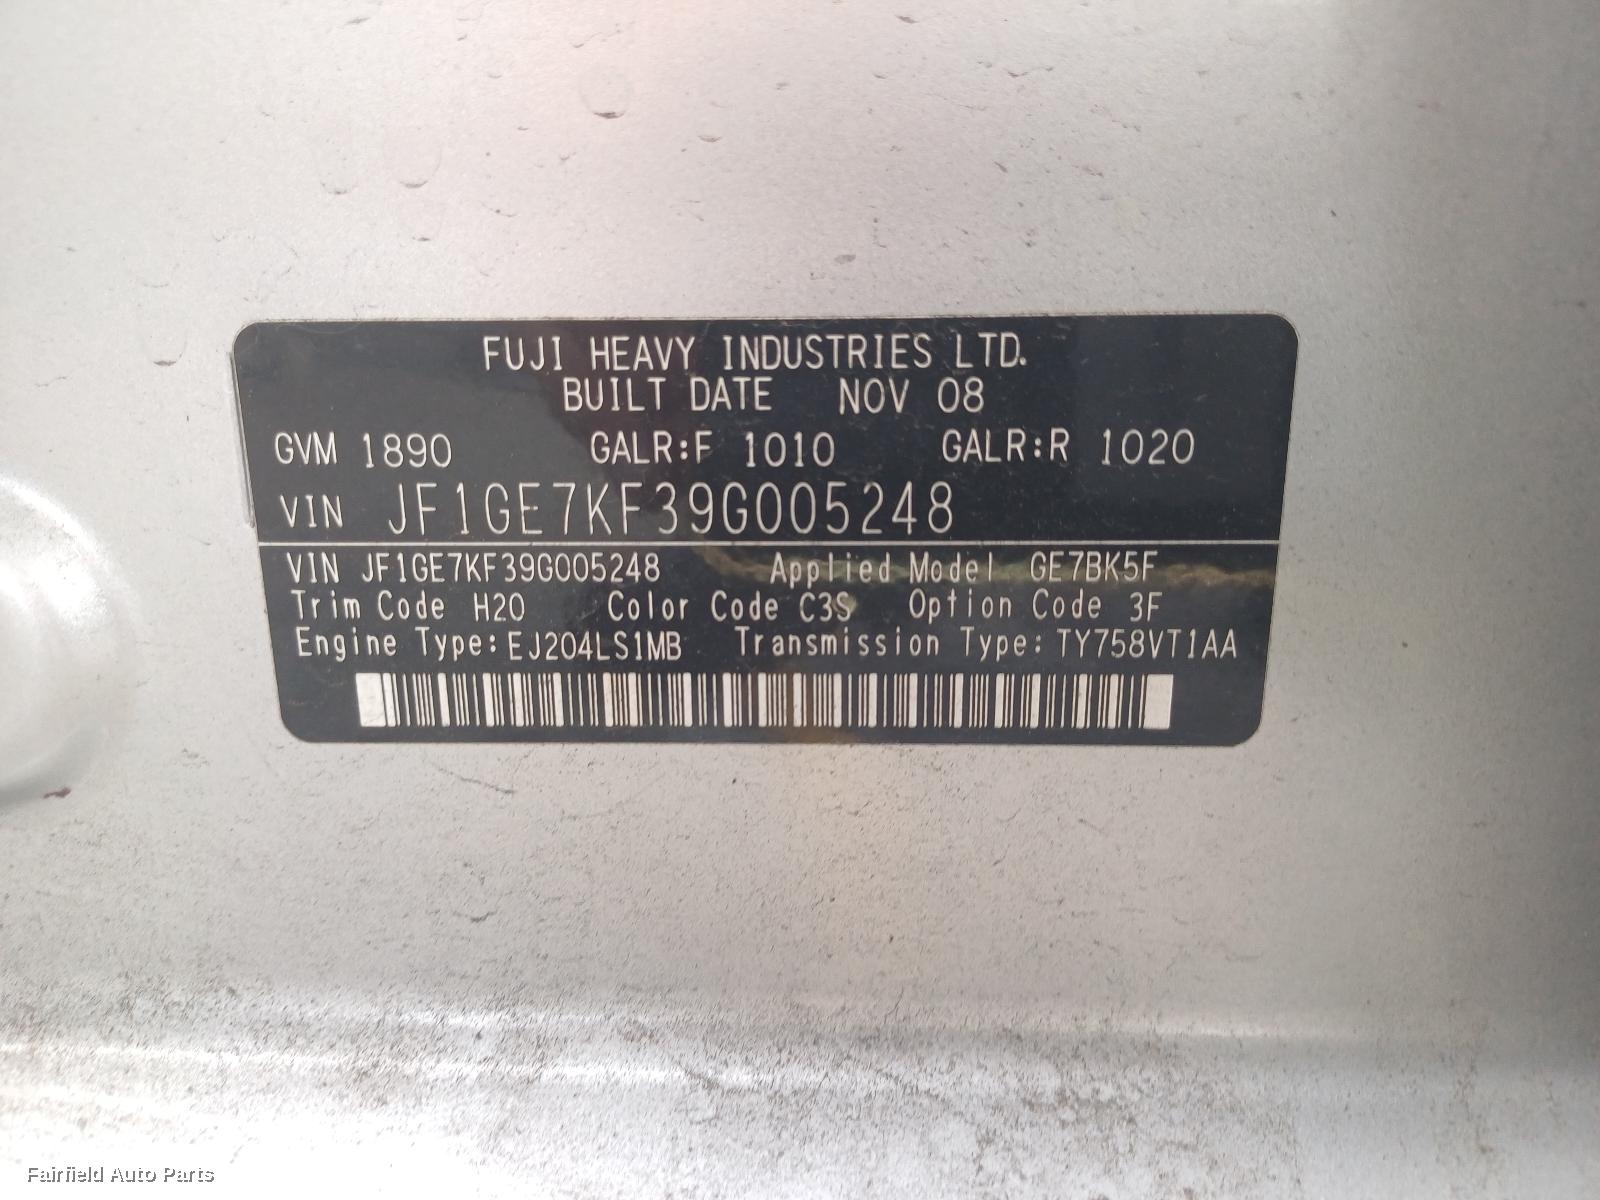 FUJI HEAVY INDUSTRIES LTD.
BUILT DATE NOV 08
GVM 1890 GALR:F 1010 GALR:R 1020
VIN JF1GE7KF39G005248
VIN JF1GE7KF39G005248 Applied Model GE7BK5F
Trim Code H20 Color Code C3S Option Code 3F
Engine Type: EJ204LS1MB Transmission Type: TY758VT1AA
Fairfield Auto Parts